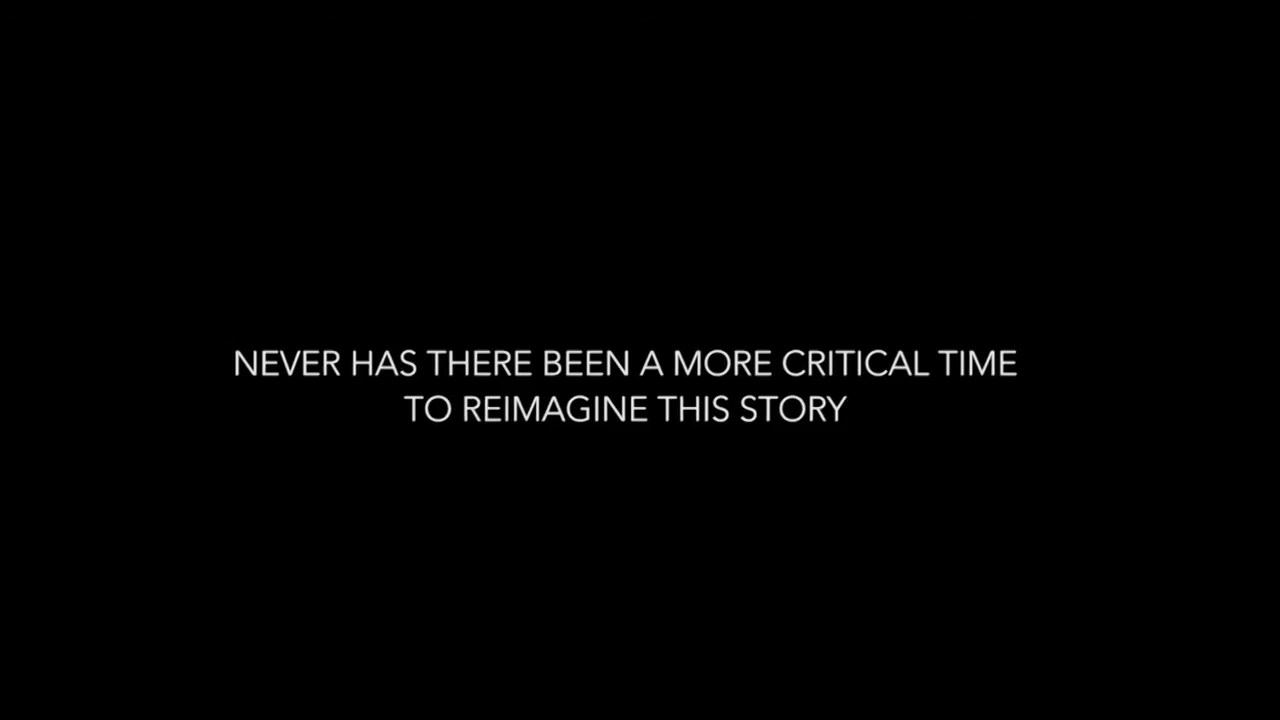 NEVER HAS THERE BEEN A MORE CRITICAL TIME
TO REIMAGINE THIS STORY